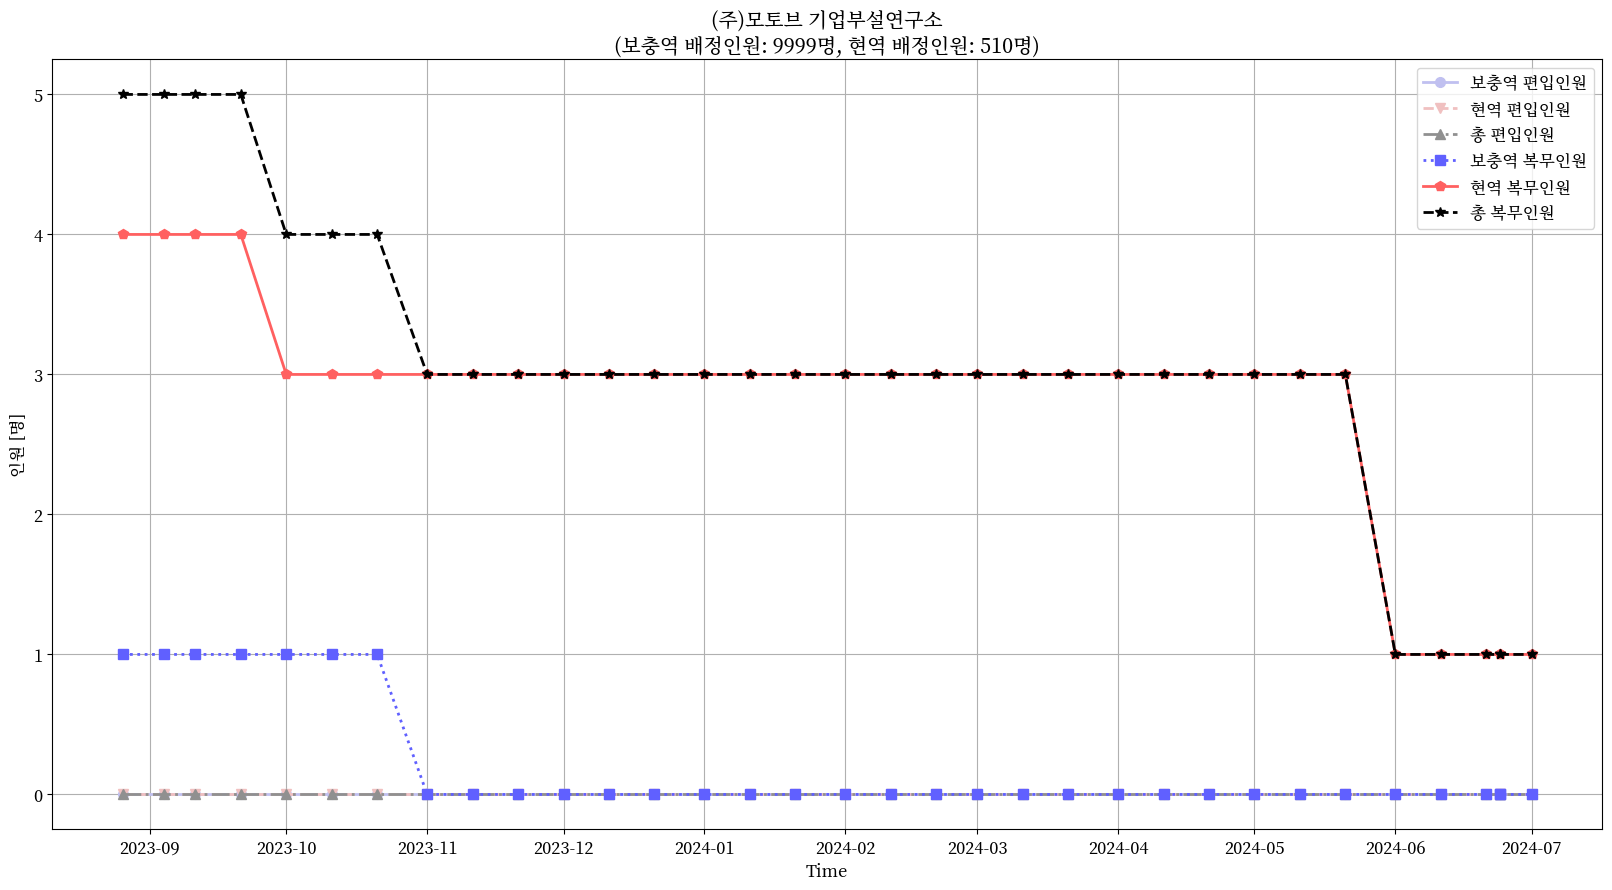 (주)모토브 기업부설연구소
(보충역 배정인원: 9999명, 현역 배정인원: 510명)
보충역 편입인원
현역 편입인원
총 편입인원
보충역 복무인원
현역 복무인원
총 복무인원
인원 [명]
5
4
3
2
1
0
2023-09 2023-10 2023-11 2023-12 2024-01 2024-02 2024-03 2024-04 2024-05 2024-06 2024-07
Time